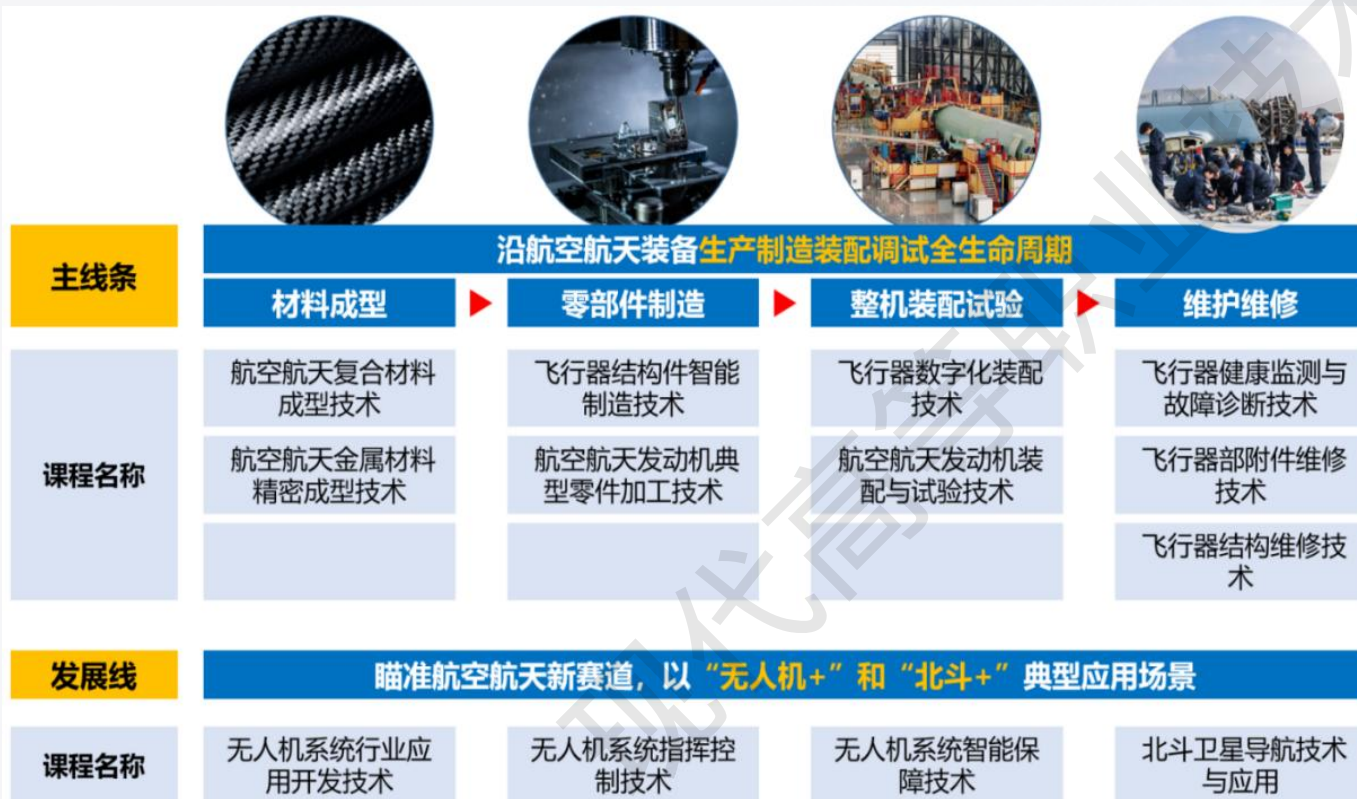 主线条
沿航空航天装备生产制造装配调试全生命周期
材料成型
零部件制造
整机装配试验
维护维修
课程名称
航空航天复合材料
成型技术
飞行器结构件智能
制造技术
飞行器数字化装配
技术
飞行器健康监测与
故障诊断技术
航空航天金属材料
精密成型技术
航空航天发动机典
型零件加工技术
航空航天发动机装
配与试验技术
飞行器部附件维修
技术
飞行器结构维修技
术
发展线
瞄准航空航天新赛道，以“无人机+”和“北斗+”典型应用场景
课程名称
无人机系统行业应
用开发技术
无人机系统指挥控
制技术
无人机系统智能保
障技术
北斗卫星导航技术
与应用
现代高等职业技术